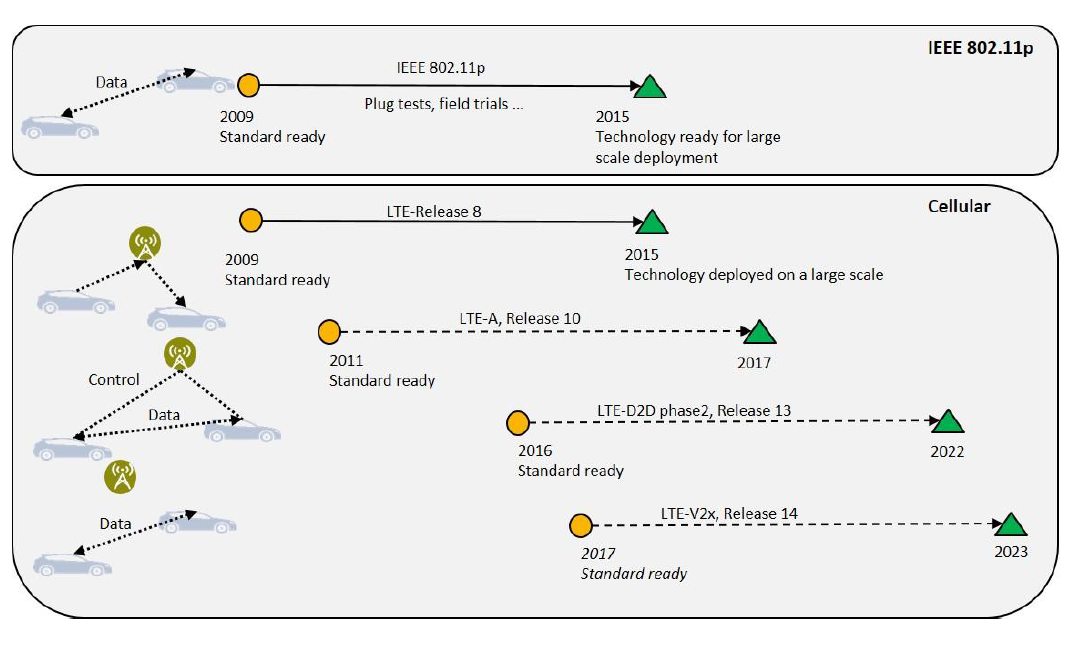 IEEE 802.11p
Data
IEEE 802.11p
Plug tests, field trials ...
2009
Standard ready
2015
Technology ready for large
scale deployment
Cellular
LTE-Release 8
2009
Standard ready
2015
Technology deployed on a large scale
LTE-A, Release 10
2011
Standard ready
2017
Control
Data
LTE-D2D phase2, Release 13
2016
Standard ready
2022
Data
LTE-V2x, Release 14
2017
Standard ready
2023